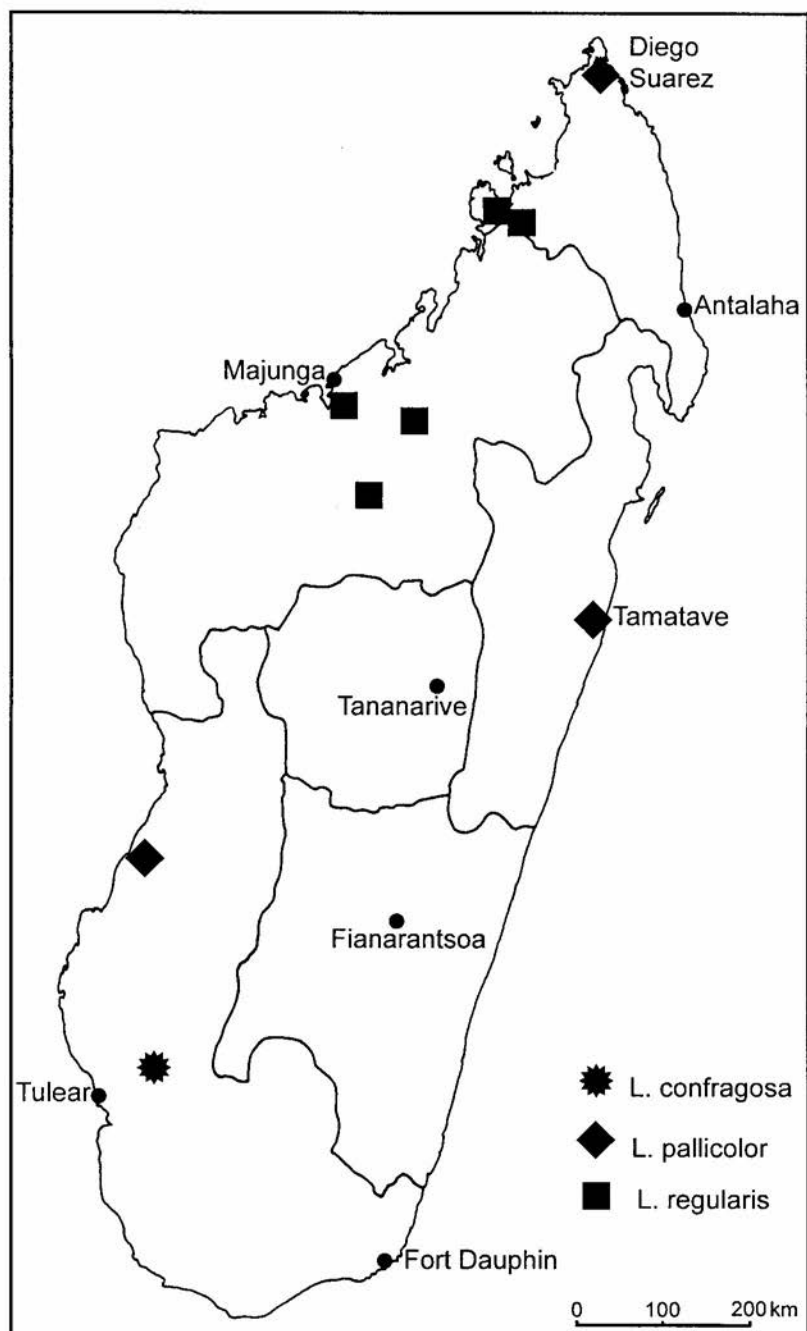 Diego
Suarez
Antalaha
Majunga
Tamatave
Tananarive
Fianarantsoa
Tulear
L. confragosa
L. pallicolor
L. regularis
Fort Dauphin
0 100 200 km